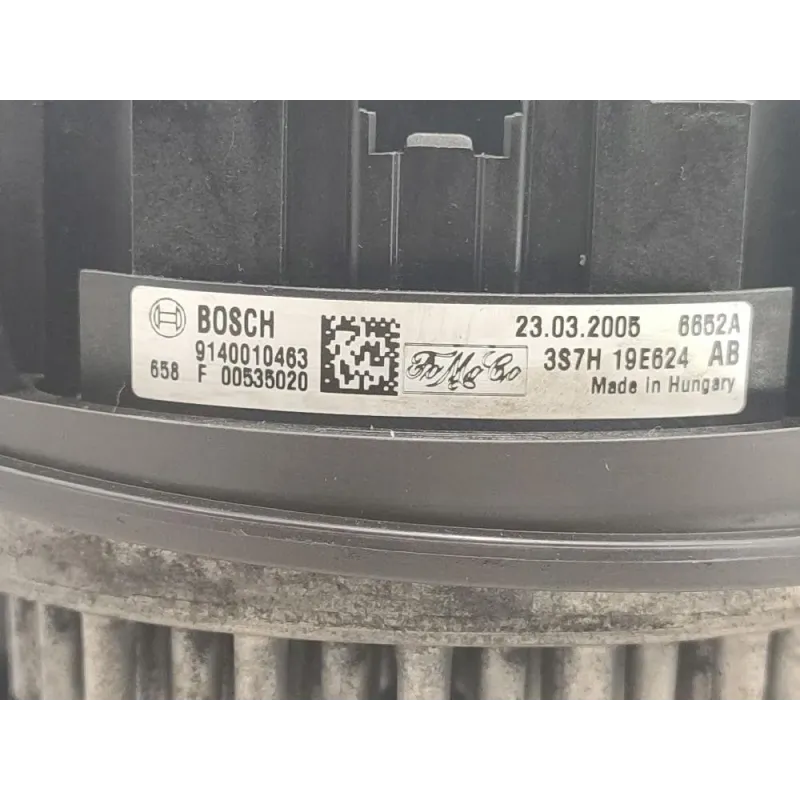 BOSCH 23.03.2005 6652A
9140010463 FoMoCo 3S7H 19E624 AB
658 F 00535020 Made in Hungary